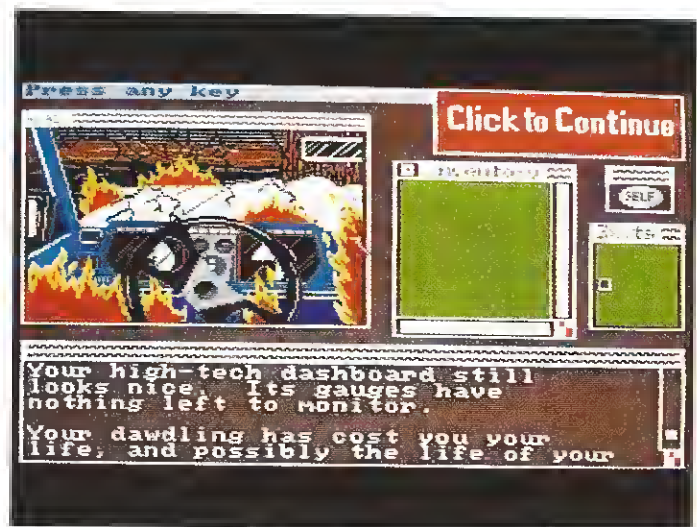 Press any key
Click to Continue
Inventory
SELF
Your high-tech dashboard still
looks nice. Its gauges have
nothing left to monitor.
Your dawdling has cost you your
life, and possibly the life of your